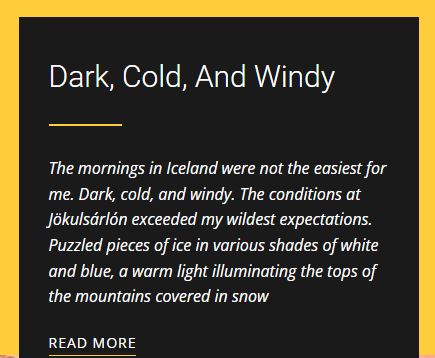 Dark, Cold, And Windy
The mornings in Iceland were not the easiest for
me. Dark, cold, and windy. The conditions at
Jökulsárlón exceeded my wildest expectations.
Puzzled pieces of ice in various shades of white
and blue, a warm light illuminating the tops of
the mountains covered in snow
READ MORE